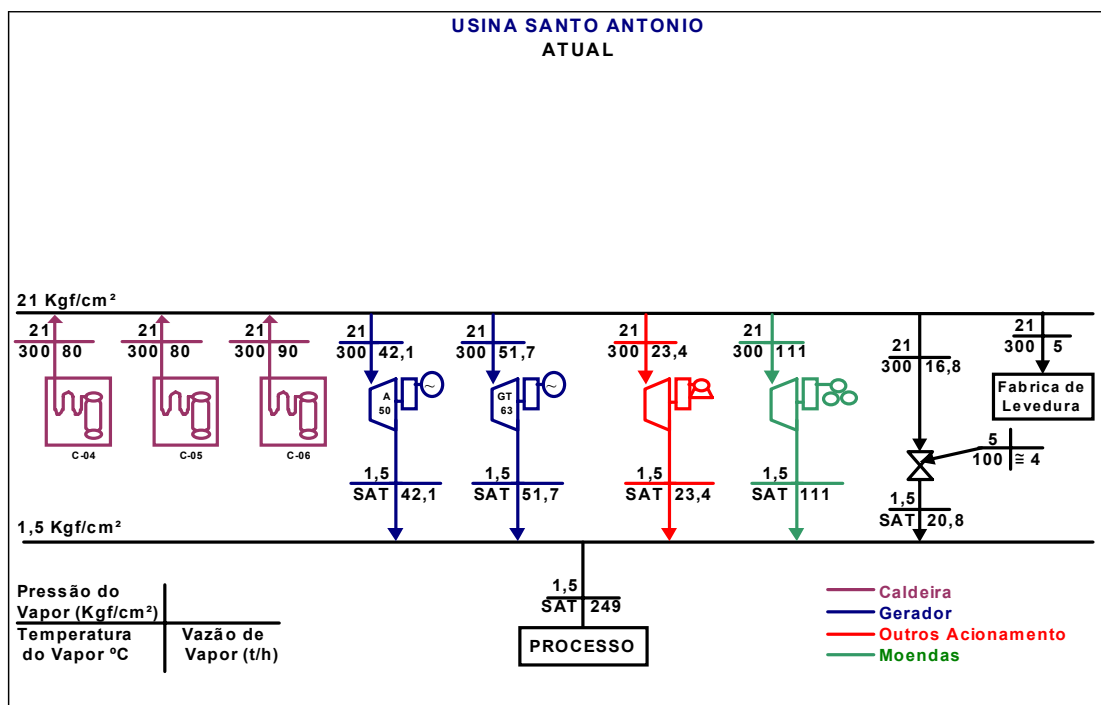 USINA SANTO ANTONIO
ATUAL
21 Kgf/cm²
21
300 80
21
300 80
21
300 90
21
300 42,1
21
300 51,7
21
300 23,4
21
300 111
21
300 16,8
21
300 5
A
50
GT
63
Fabrica de
Levedura
C-04
C-05
C-06
5
100 ≅ 4
1,5
SAT 42,1
1,5
SAT 51,7
1,5
SAT 23,4
1,5
SAT 111
1,5
SAT 20,8
1,5 Kgf/cm²
1,5
SAT 249
PROCESSO
Pressão do
Vapor (Kgf/cm²)
Temperatura
do Vapor ºC
Vazão de
Vapor (t/h)
Caldeira
Gerador
Outros Acionamento
Moendas